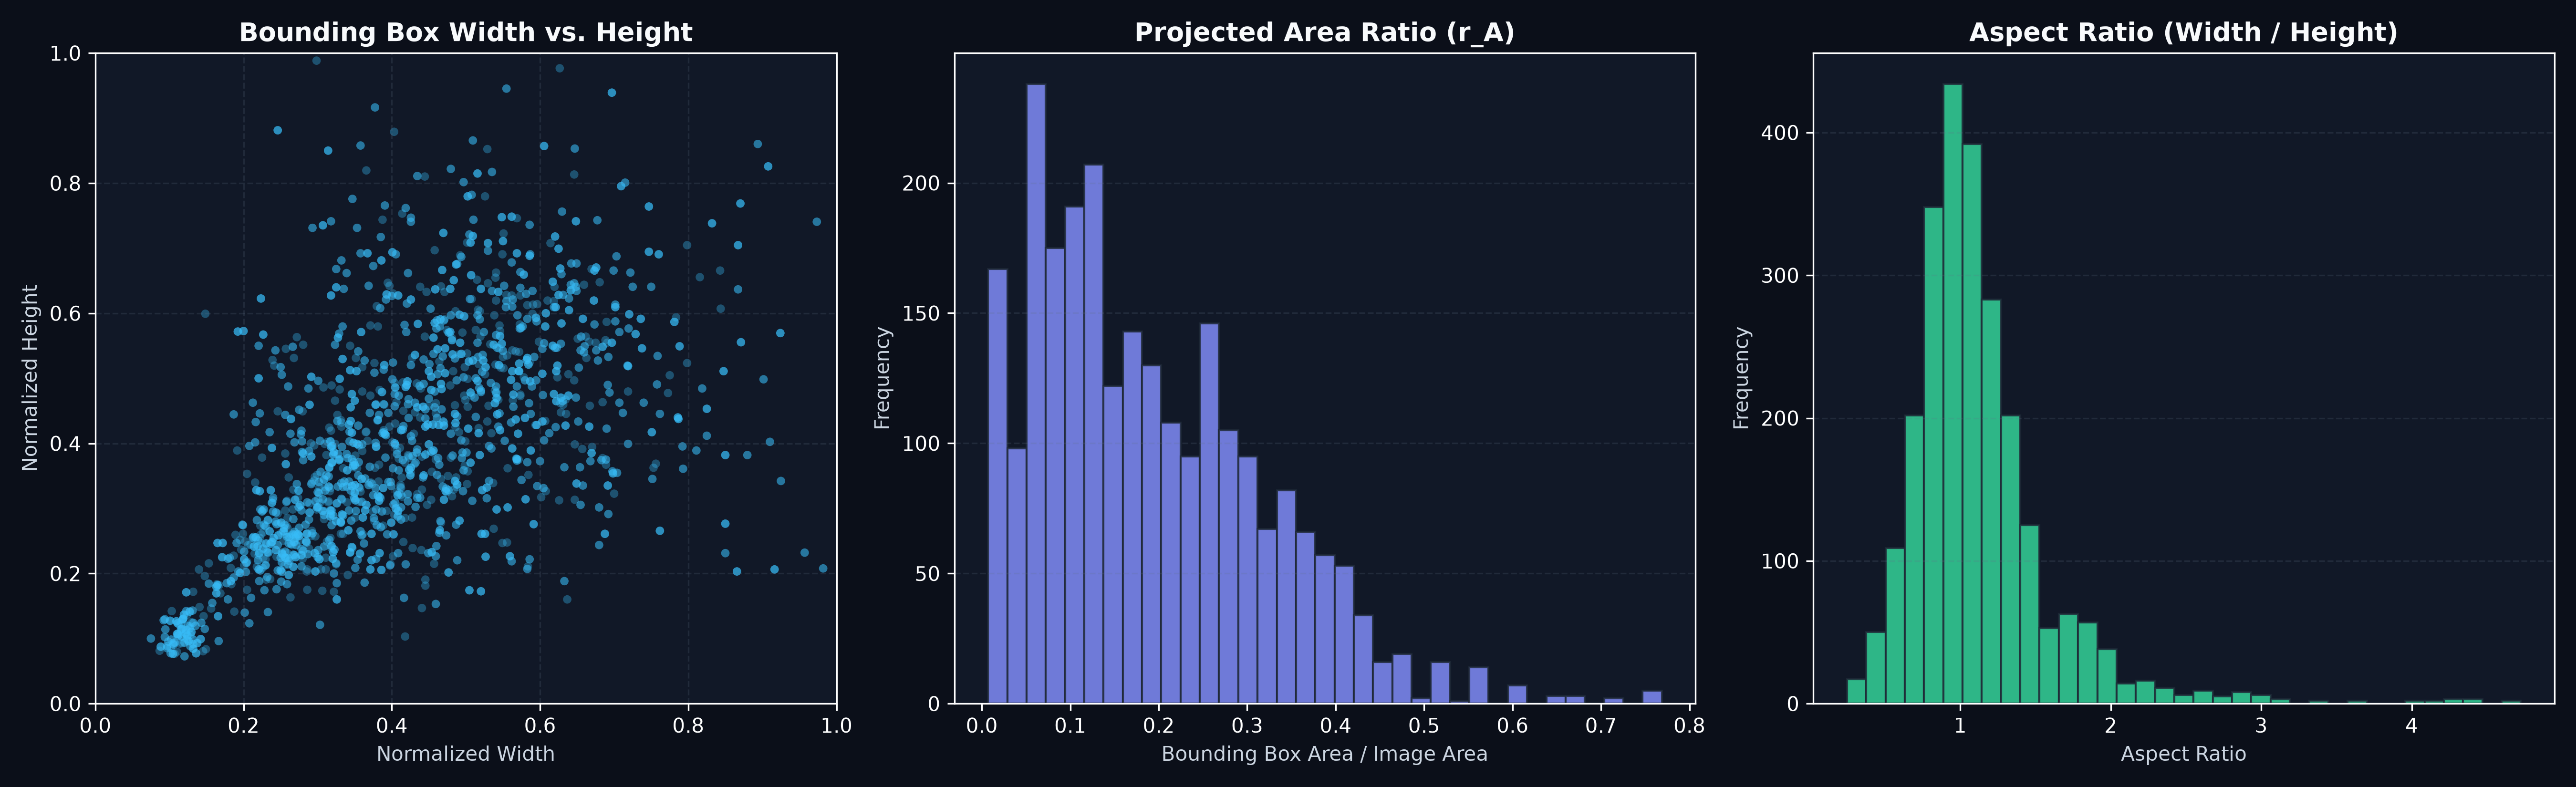 Bounding Box Width vs. Height
1.0
0.8
0.6
0.4
0.2
0.0
Normalized Height
0.0 0.2 0.4 0.6 0.8 1.0
Normalized Width
Projected Area Ratio (r_A)
200
150
100
50
0
Frequency
0.0 0.1 0.2 0.3 0.4 0.5 0.6 0.7 0.8
Bounding Box Area / Image Area
Aspect Ratio (Width / Height)
400
300
200
100
0
Frequency
1 2 3 4
Aspect Ratio